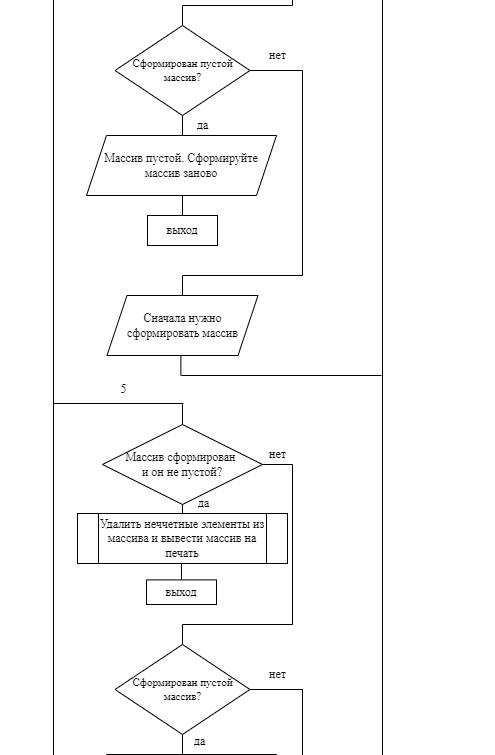 нет
Сформирован пустой
массив?
да
Массив пустой. Сформируйте
массив заново
выход
Сначала нужно
сформировать массив
5
Массив сформирован
и он не пустой?
нет
да
Удалить неччетные элементы из
массива и вывести массив на
печать
выход
нет
Сформирован пустой
массив?
да